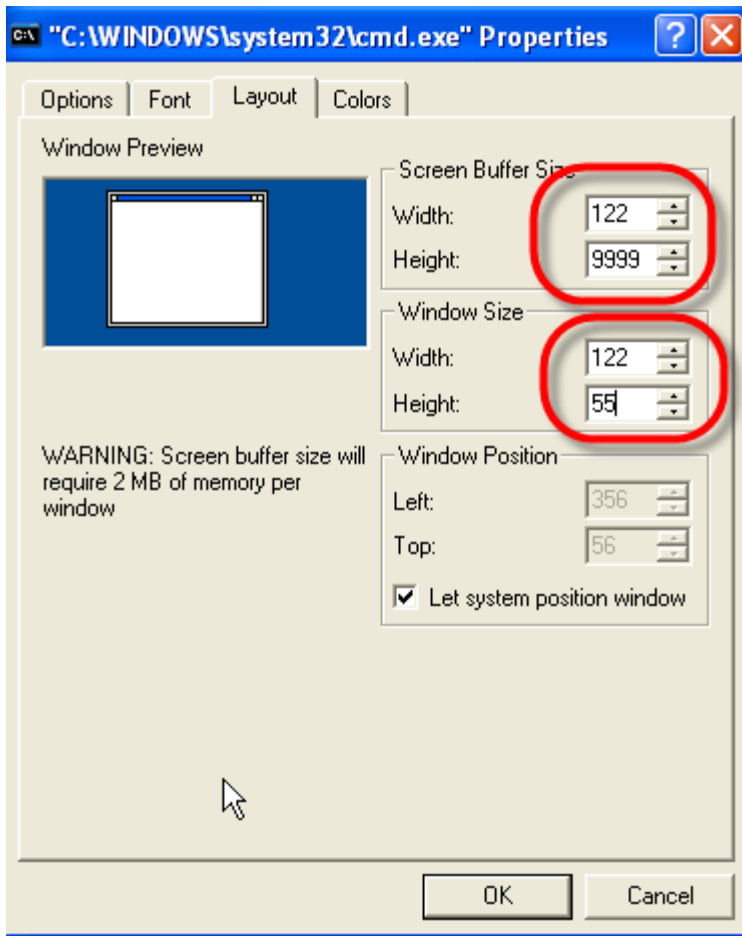 "C:\WINDOWS\system32\cmd.exe" Properties
Options Font Layout Colors
Window Preview
Screen Buffer Size
Width: 122
Height: 9999
Window Size
Width: 122
Height: 55
WARNING: Screen buffer size will
require 2 MB of memory per
window
Window Position
Left: 356
Top: 56
Let system position window
OK Cancel